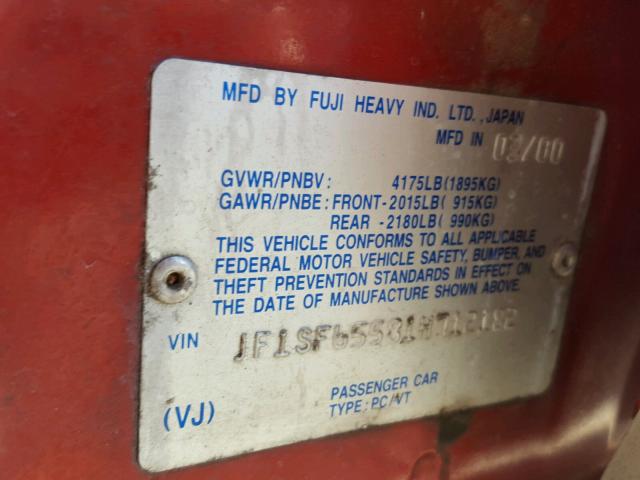 MFD BY FUJI HEAVY IND. LTD., JAPAN
MFD IN 02/00
GVWR/PNBV: 4175LB(1895KG)
GAWR/PNBE: FRONT-2015LB( 915KG)
REAR -2180LB( 990KG)
THIS VEHICLE CONFORMS TO ALL APPLICABLE
FEDERAL MOTOR VEHICLE SAFETY, BUMPER, AND
THEFT PREVENTION STANDARDS IN EFFECT ON
THE DATE OF MANUFACTURE SHOWN ABOVE.
VIN
(VJ)
PASSENGER CAR
TYPE: PC/VT